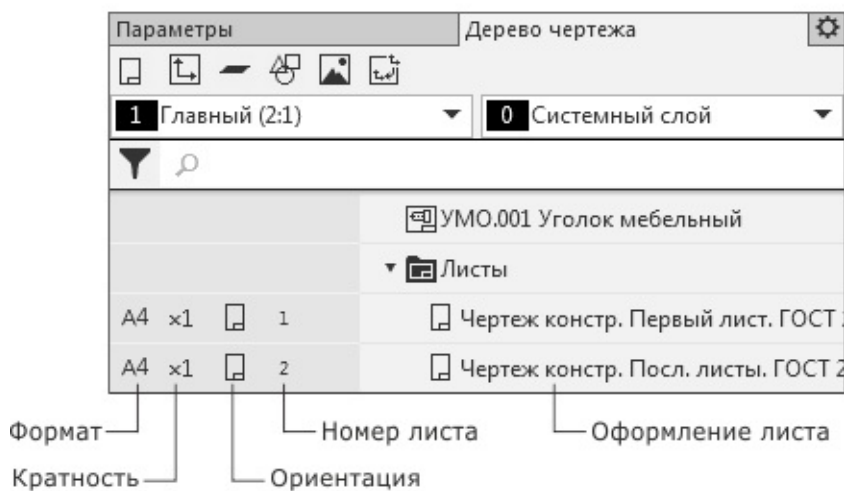 Параметры Дерево чертежа
1 Главный (2:1) 0 Системный слой
УМО.001 Уголок мебельный
Листы
А4 ×1 1 Чертеж констр. Первый лист. ГОСТ
А4 ×1 2 Чертеж констр. Посл. листы. ГОСТ 2
Формат Номер листа Оформление листа
Кратность Ориентация